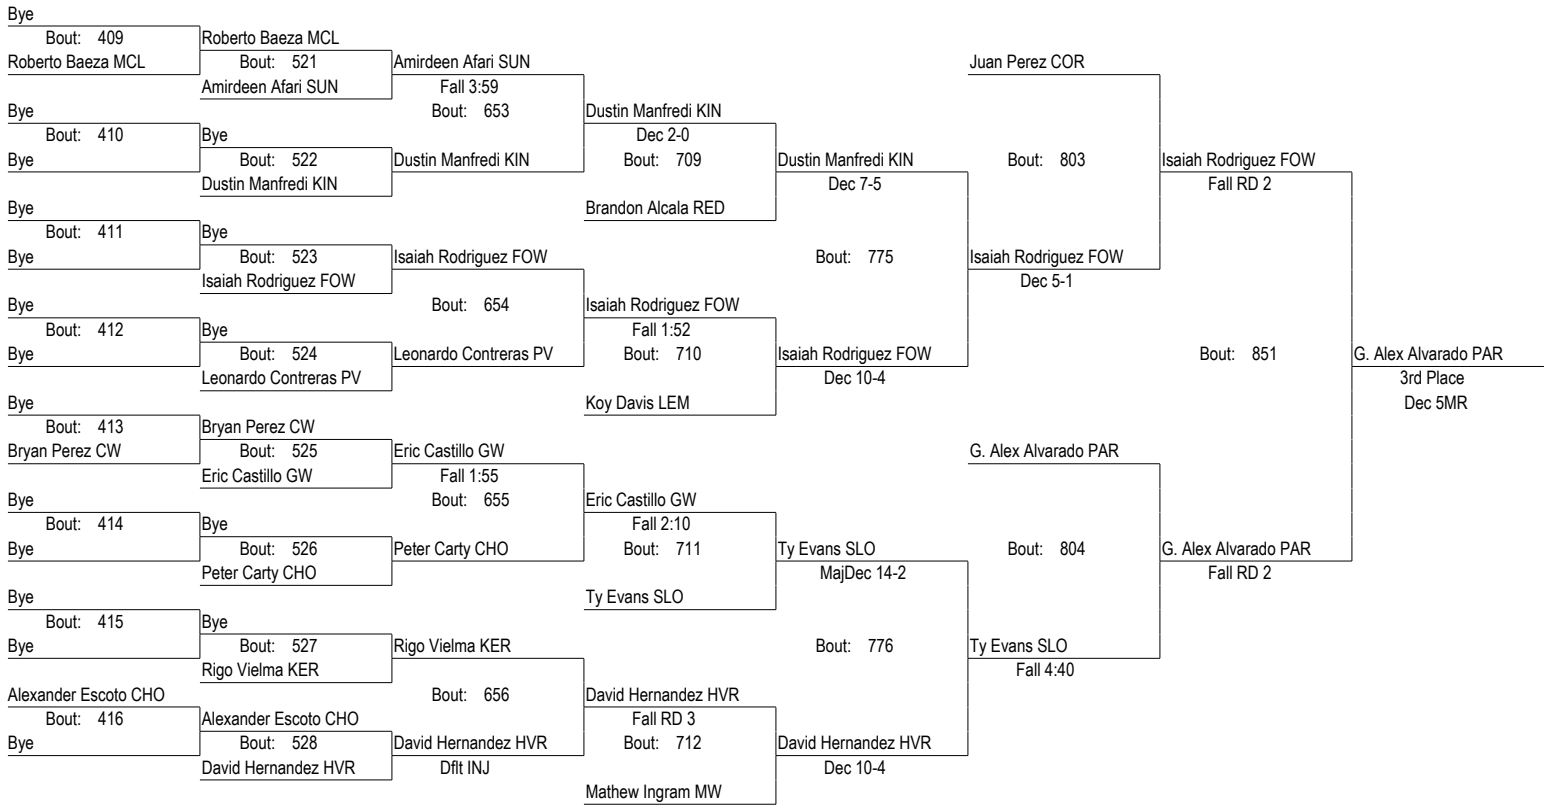 Bye
Bout: 409
Roberto Baeza MCL
Roberto Baeza MCL
Bout: 521
Amirdeen Afari SUN
Amirdeen Afari SUN
Fall 3:59
Bout: 653
Bye
Bout: 410
Bye
Bye
Bout: 522
Dustin Manfredi KIN
Dustin Manfredi KIN
Dustin Manfredi KIN
Dec 2-0
Bout: 709
Brandon Alcala RED
Dustin Manfredi KIN
Dec 7-5
Bout: 775
Bye
Bout: 411
Bye
Bye
Bout: 523
Isaiah Rodriguez FOW
Isaiah Rodriguez FOW
Bout: 654
Bye
Bout: 412
Bye
Bye
Bout: 524
Leonardo Contreras PV
Leonardo Contreras PV
Isaiah Rodriguez FOW
Fall 1:52
Bout: 710
Koy Davis LEM
Isaiah Rodriguez FOW
Dec 10-4
Juan Perez COR
Bout: 803
Isaiah Rodriguez FOW
Dec 5-1
Isaiah Rodriguez FOW
Fall RD 2
Bout: 851
Bye
Bout: 413
Bryan Perez CW
Bryan Perez CW
Bout: 525
Eric Castillo GW
Eric Castillo GW
Fall 1:55
Bout: 655
Bye
Bout: 414
Bye
Bye
Bout: 526
Peter Carty CHO
Peter Carty CHO
Eric Castillo GW
Fall 2:10
Bout: 711
Ty Evans SLO
Ty Evans SLO
MajDec 14-2
Bout: 776
Bye
Bout: 415
Bye
Bye
Bout: 527
Rigo Vielma KER
Rigo Vielma KER
Bout: 656
Alexander Escoto CHO
Bout: 416
Bye
Alexander Escoto CHO
Bout: 528
David Hernandez HVR
David Hernandez HVR
Dflt INJ
David Hernandez HVR
Fall RD 3
Bout: 712
Mathew Ingram MW
David Hernandez HVR
Dec 10-4
G. Alex Alvarado PAR
Bout: 804
Ty Evans SLO
Fall 4:40
G. Alex Alvarado PAR
Fall RD 2
G. Alex Alvarado PAR
3rd Place
Dec 5MR